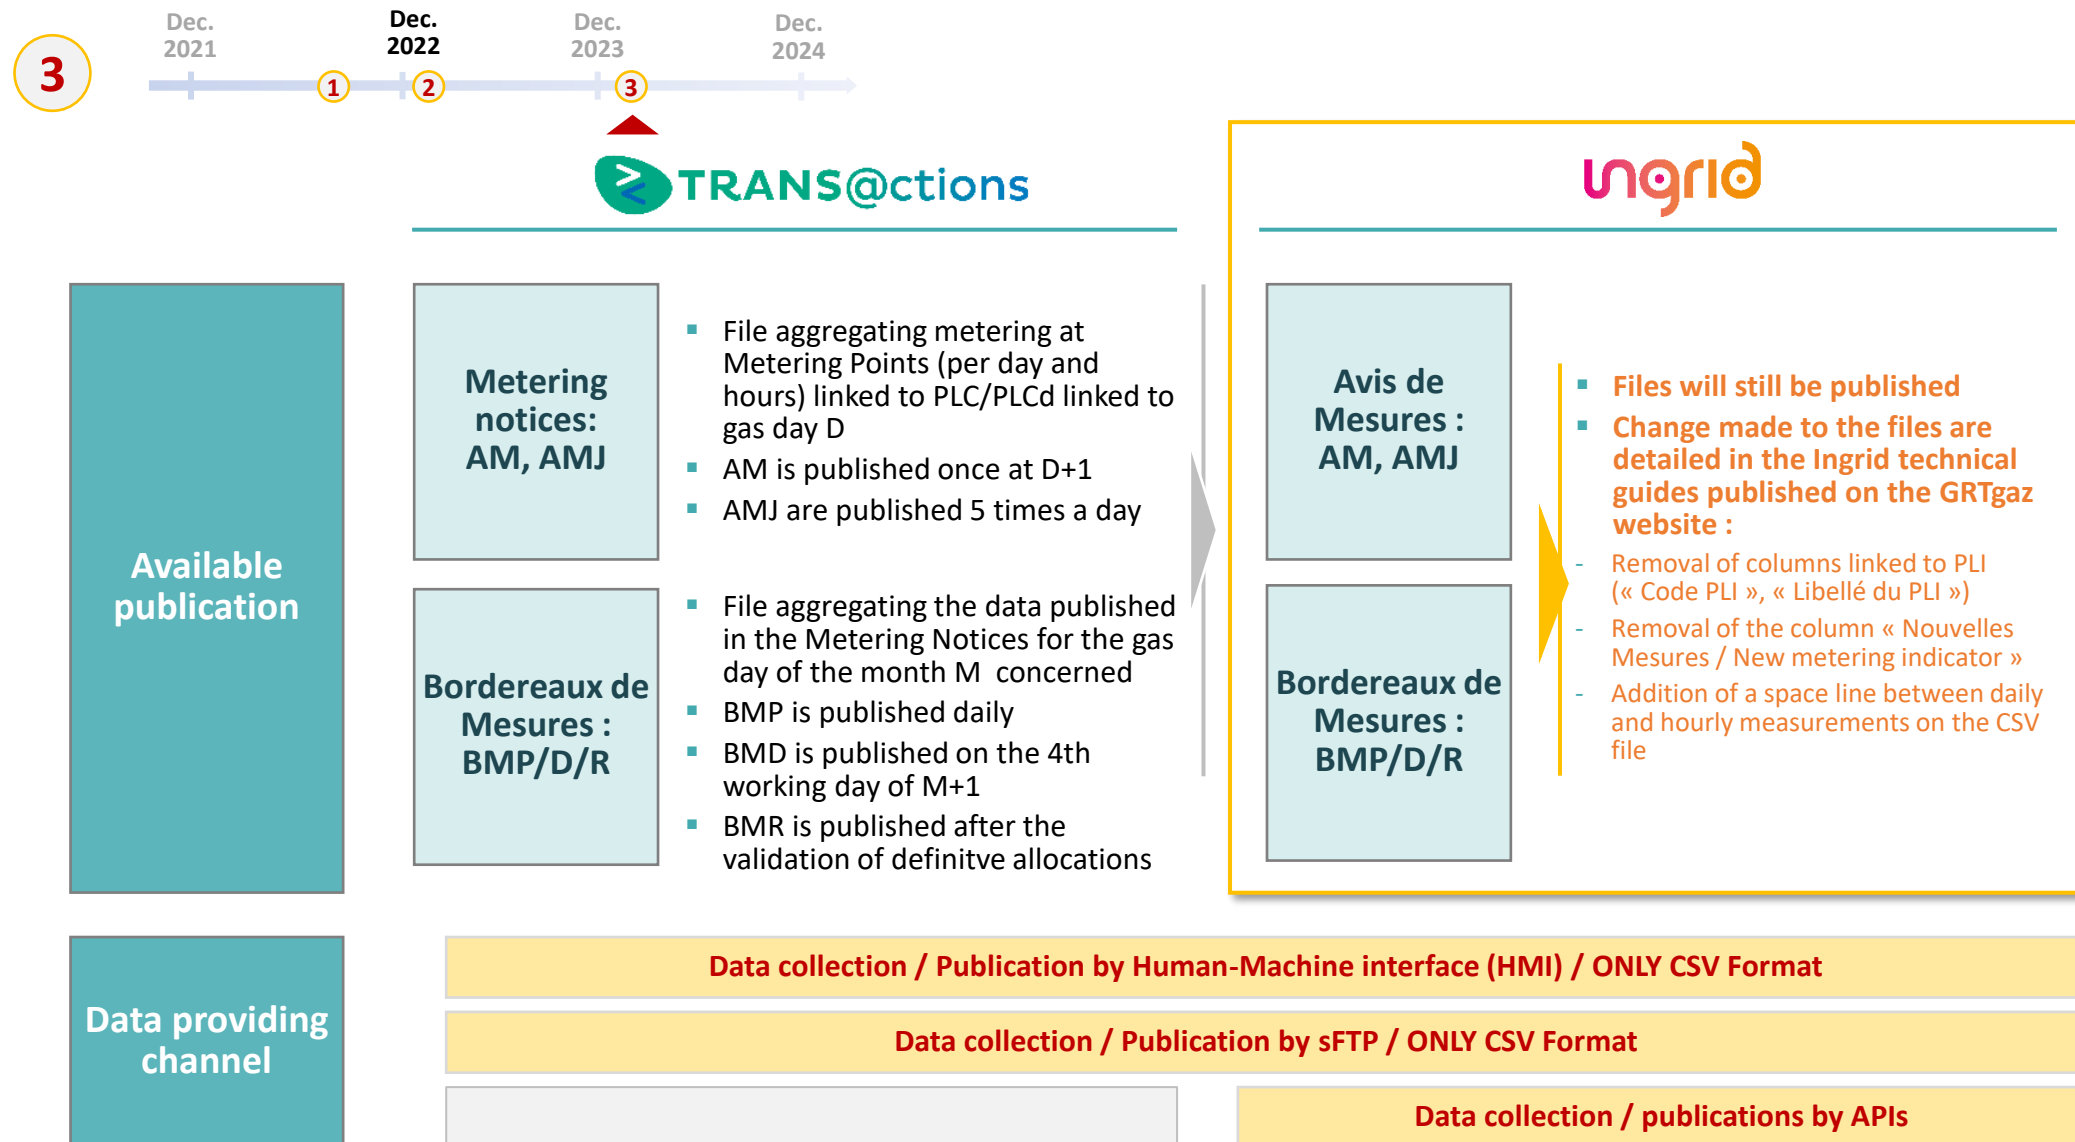 3
Dec.
2021
Dec.
2022
Dec.
2023
Dec.
2024
1
2
3
TRANS@ctions
ingrid
Available
publication
Metering
notices:
AM, AMJ
▪ File aggregating metering at
Metering Points (per day and
hours) linked to PLC/PLCd linked to
gas day D
▪ AM is published once at D+1
▪ AMJ are published 5 times a day
Bordereaux de
Mesures :
BMP/D/R
▪ File aggregating the data published
in the Metering Notices for the gas
day of the month M concerned
▪ BMP is published daily
▪ BMD is published on the 4th
working day of M+1
▪ BMR is published after the
validation of definitve allocations
Avis de
Mesures :
AM, AMJ
Bordereaux de
Mesures :
BMP/D/R
▪ Files will still be published
▪ Change made to the files are
detailed in the Ingrid technical
guides published on the GRTgaz
website :
- Removal of columns linked to PLI
(« Code PLI », « Libellé du PLI »)
- Removal of the column « Nouvelles
Mesures / New metering indicator »
- Addition of a space line between daily
and hourly measurements on the CSV
file
Data providing
channel
Data collection / Publication by Human-Machine interface (HMI) / ONLY CSV Format
Data collection / Publication by sFTP / ONLY CSV Format
Data collection / publications by APIs